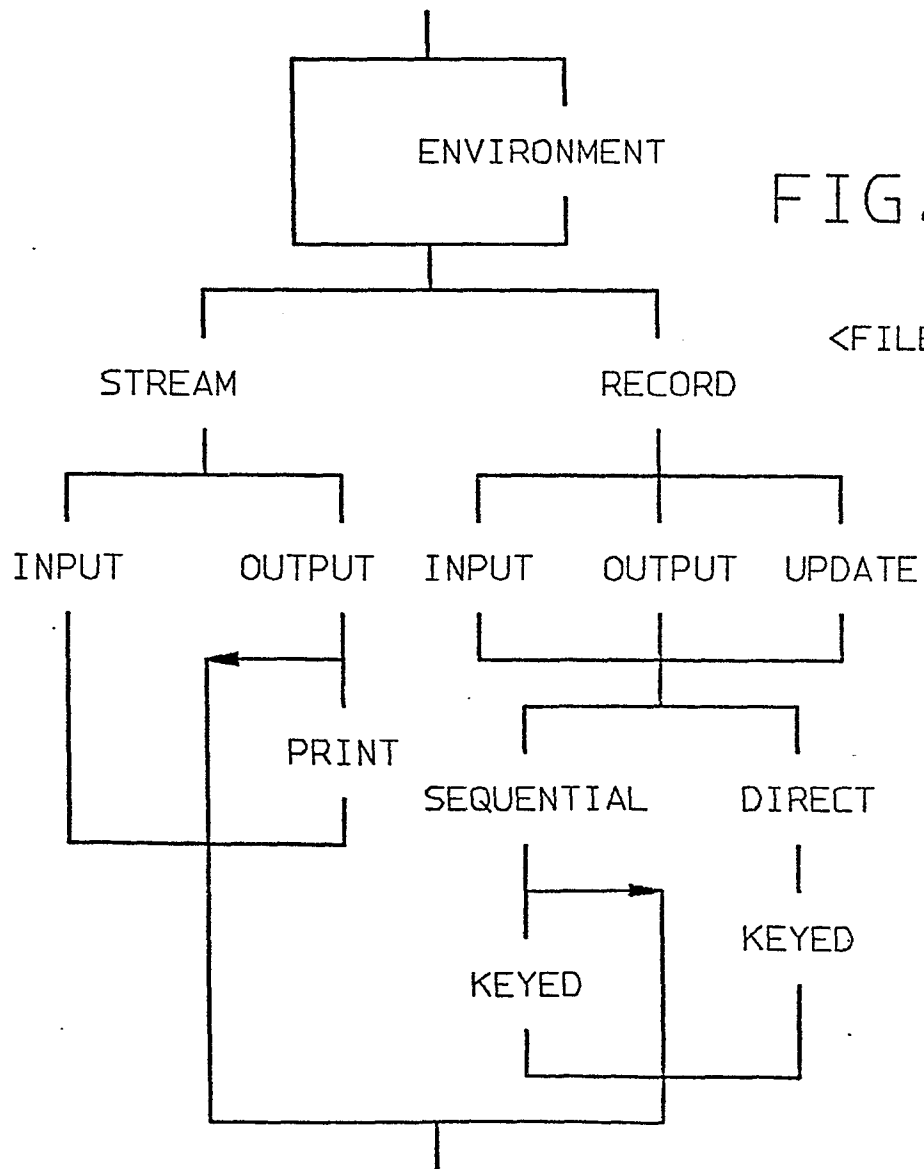 ENVIRONMENT
FIG.
<FILE
STREAM RECORD
INPUT OUTPUT INPUT OUTPUT UPDATE
PRINT
SEQUENTIAL DIRECT
KEYED
KEYED